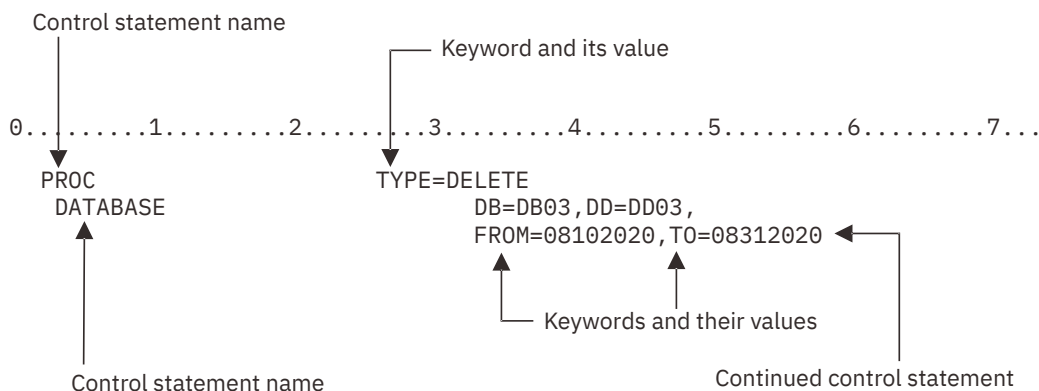 Control statement name
Keyword and its value
0.........1.........2.........3.........4.........5.........6.........7...
PROC TYPE=DELETE
DATABASE DB=DB03,DD=DD03,
FROM=08102020,TO=08312020
Keywords and their values
Control statement name
Continued control statement